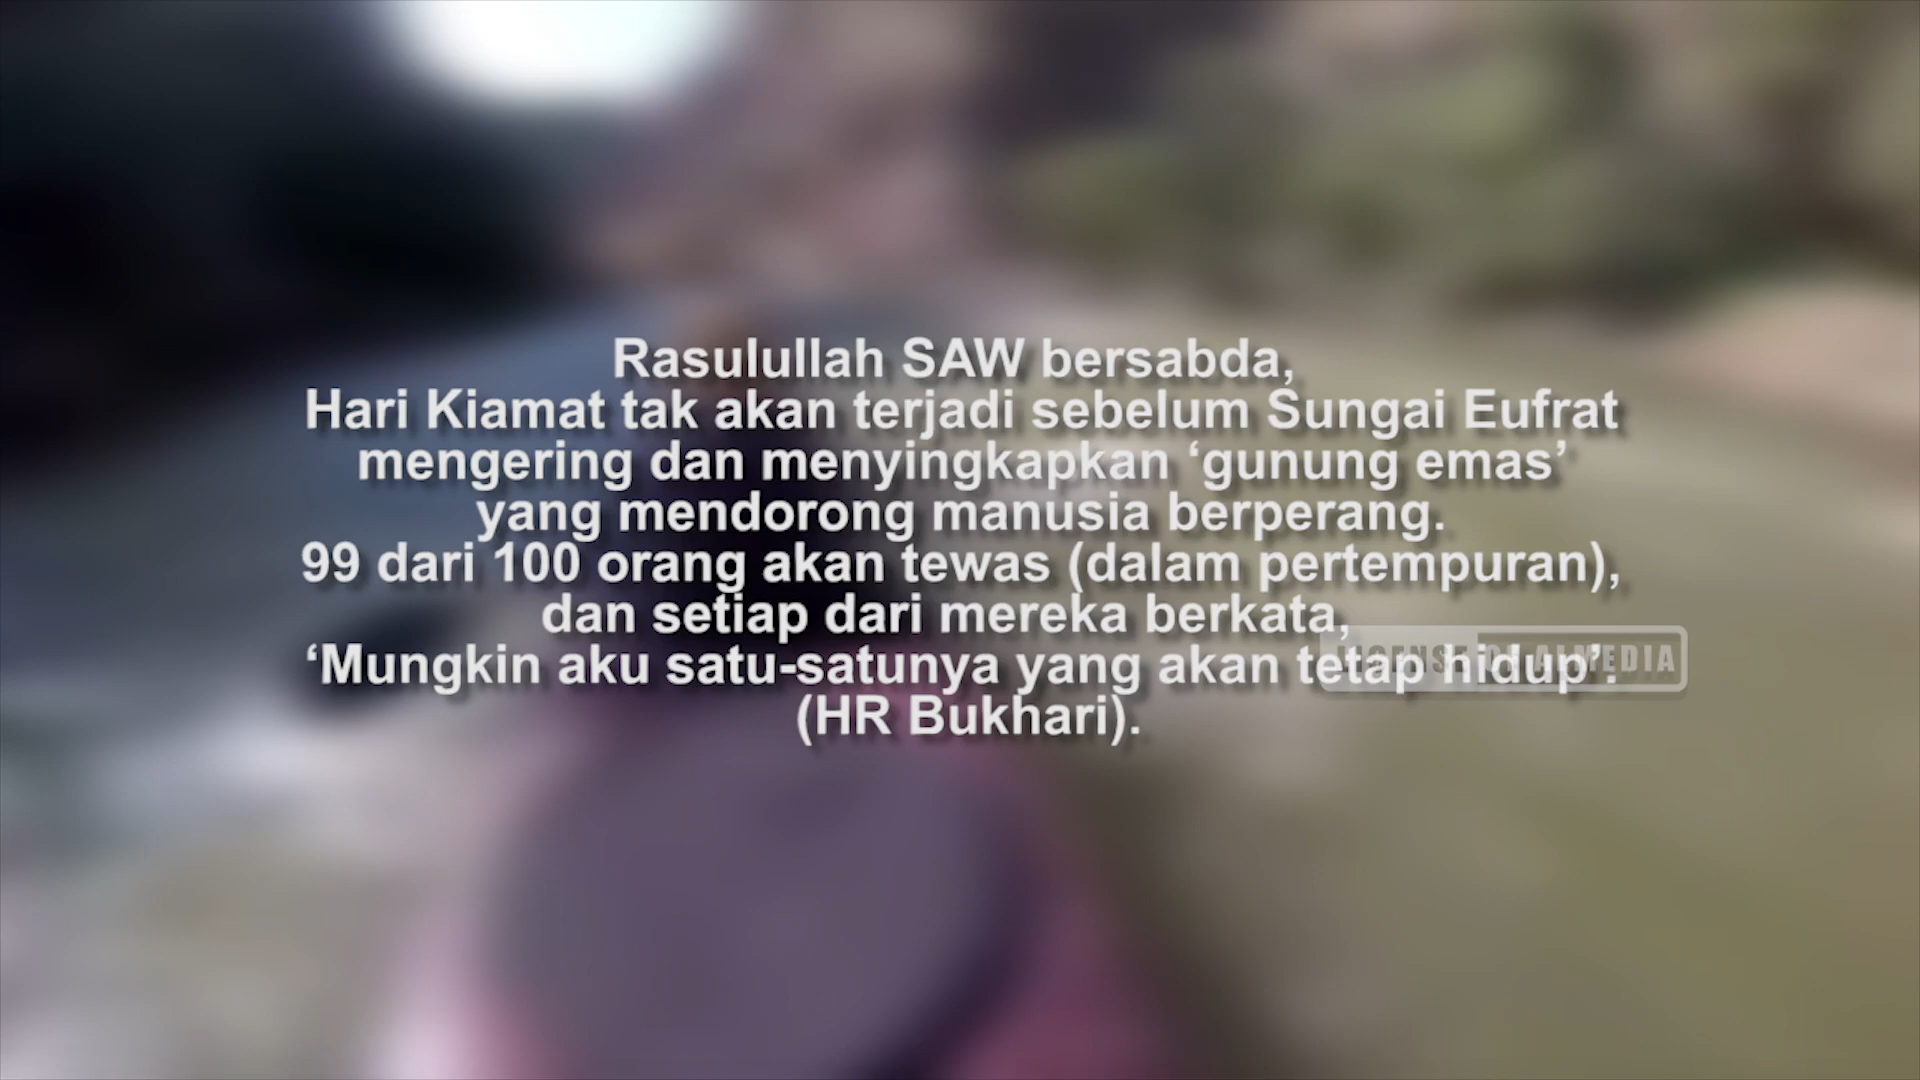 Rasulullah SAW bersabda,
Hari Kiamat tak akan terjadi sebelum Sungai Eufrat
mengering dan menyingkapkan ‘gunung emas’
yang mendorong manusia berperang.
99 dari 100 orang akan tewas (dalam pertempuran),
dan setiap dari mereka berkata,
‘Mungkin aku satu-satunya yang akan tetap hidup’.
(HR Bukhari).